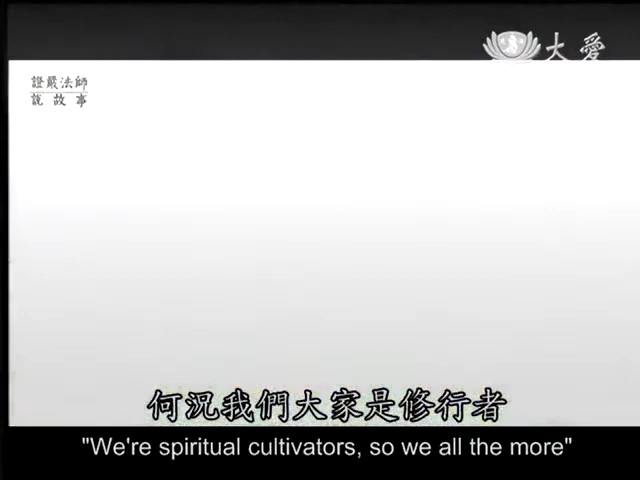 大愛
證嚴法師
說故事
何況我們大家是修行者
"We're spiritual cultivators, so we all the more"